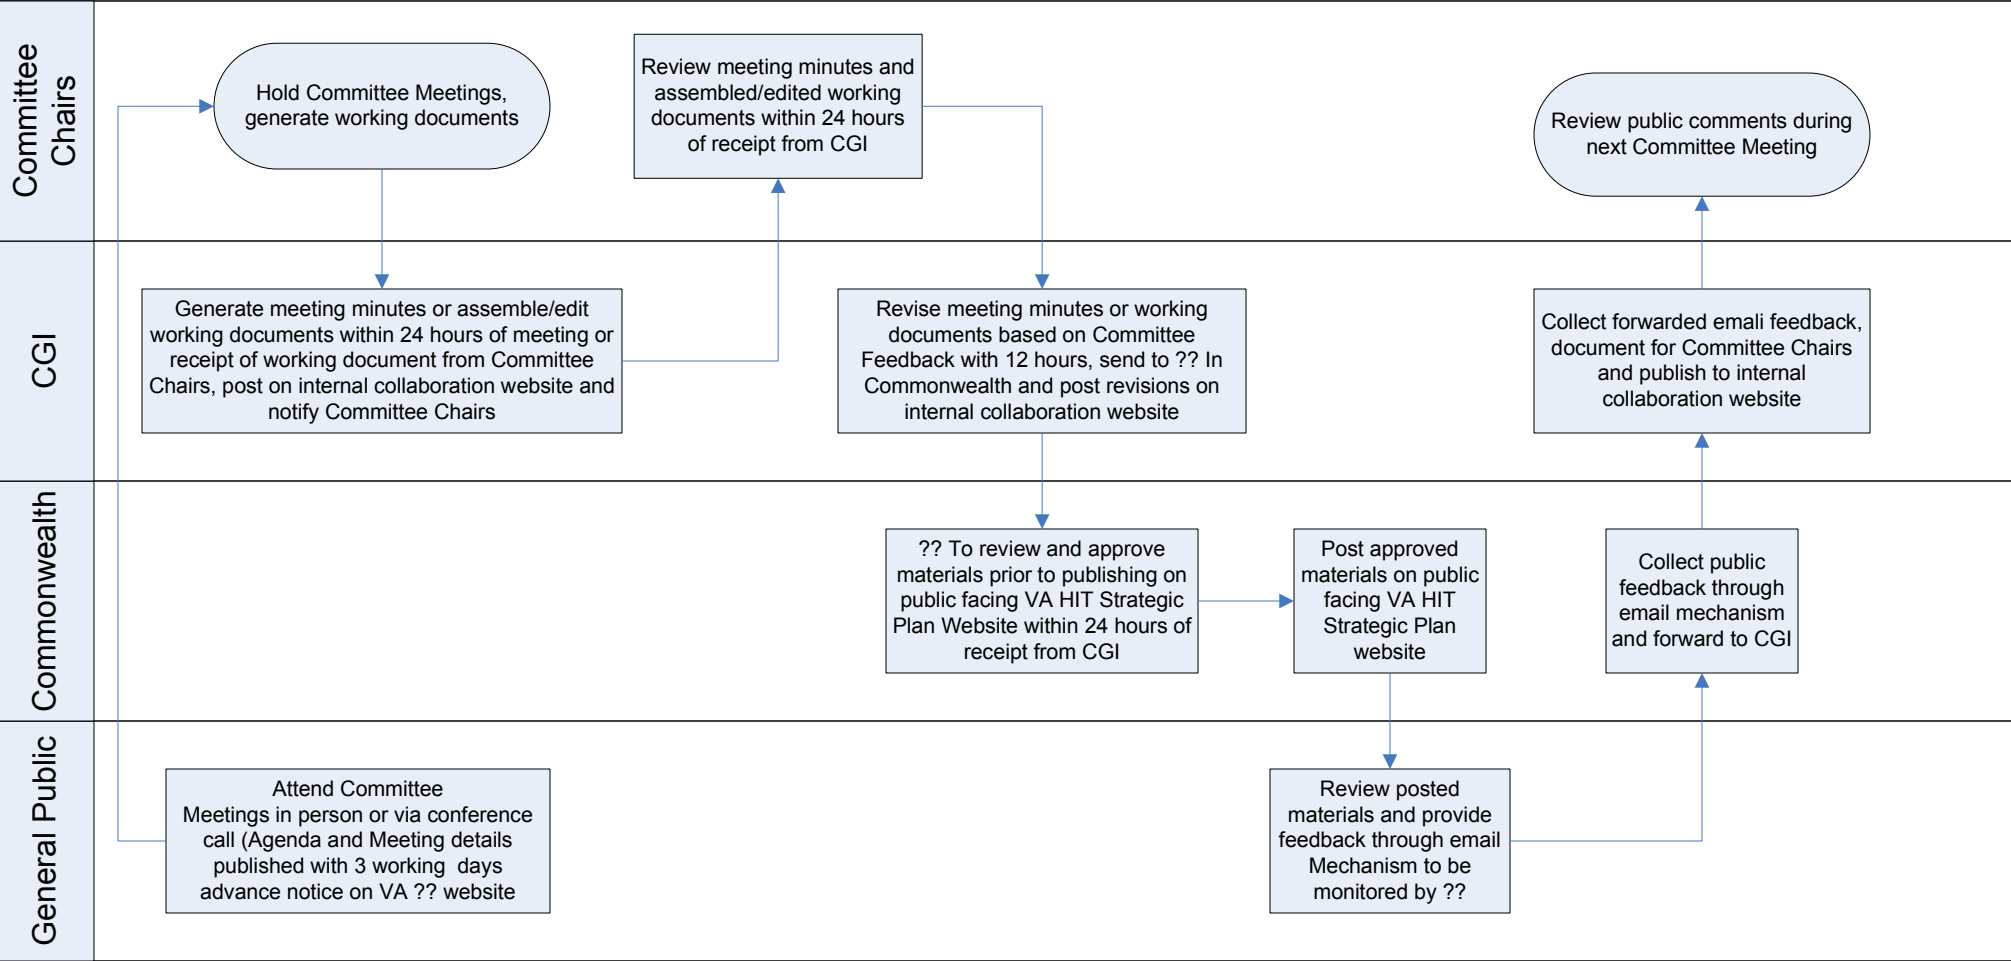 Committee
Chairs
Hold Committee Meetings,
generate working documents
Review meeting minutes and
assembled/edited working
documents within 24 hours
of receipt from CGI
Review public comments during
next Committee Meeting
CGI
Generate meeting minutes or assemble/edit
working documents within 24 hours of meeting or
receipt of working document from Committee
Chairs, post on internal collaboration website and
notify Committee Chairs
Revise meeting minutes or working
documents based on Committee
Feedback with 12 hours, send to ?? In
Commonwealth and post revisions on
internal collaboration website
Collect forwarded emali feedback,
document for Committee Chairs
and publish to internal
collaboration website
Commonwealth
?? To review and approve
materials prior to publishing on
public facing VA HIT Strategic
Plan Website within 24 hours of
receipt from CGI
Post approved
materials on public
facing VA HIT
Strategic Plan
website
Collect public
feedback through
email mechanism
and forward to CGI
General Public
Attend Committee
Meetings in person or via conference
call (Agenda and Meeting details
published with 3 working  days
advance notice on VA ?? website
Review posted
materials and provide
feedback through email
Mechanism to be
monitored by ??